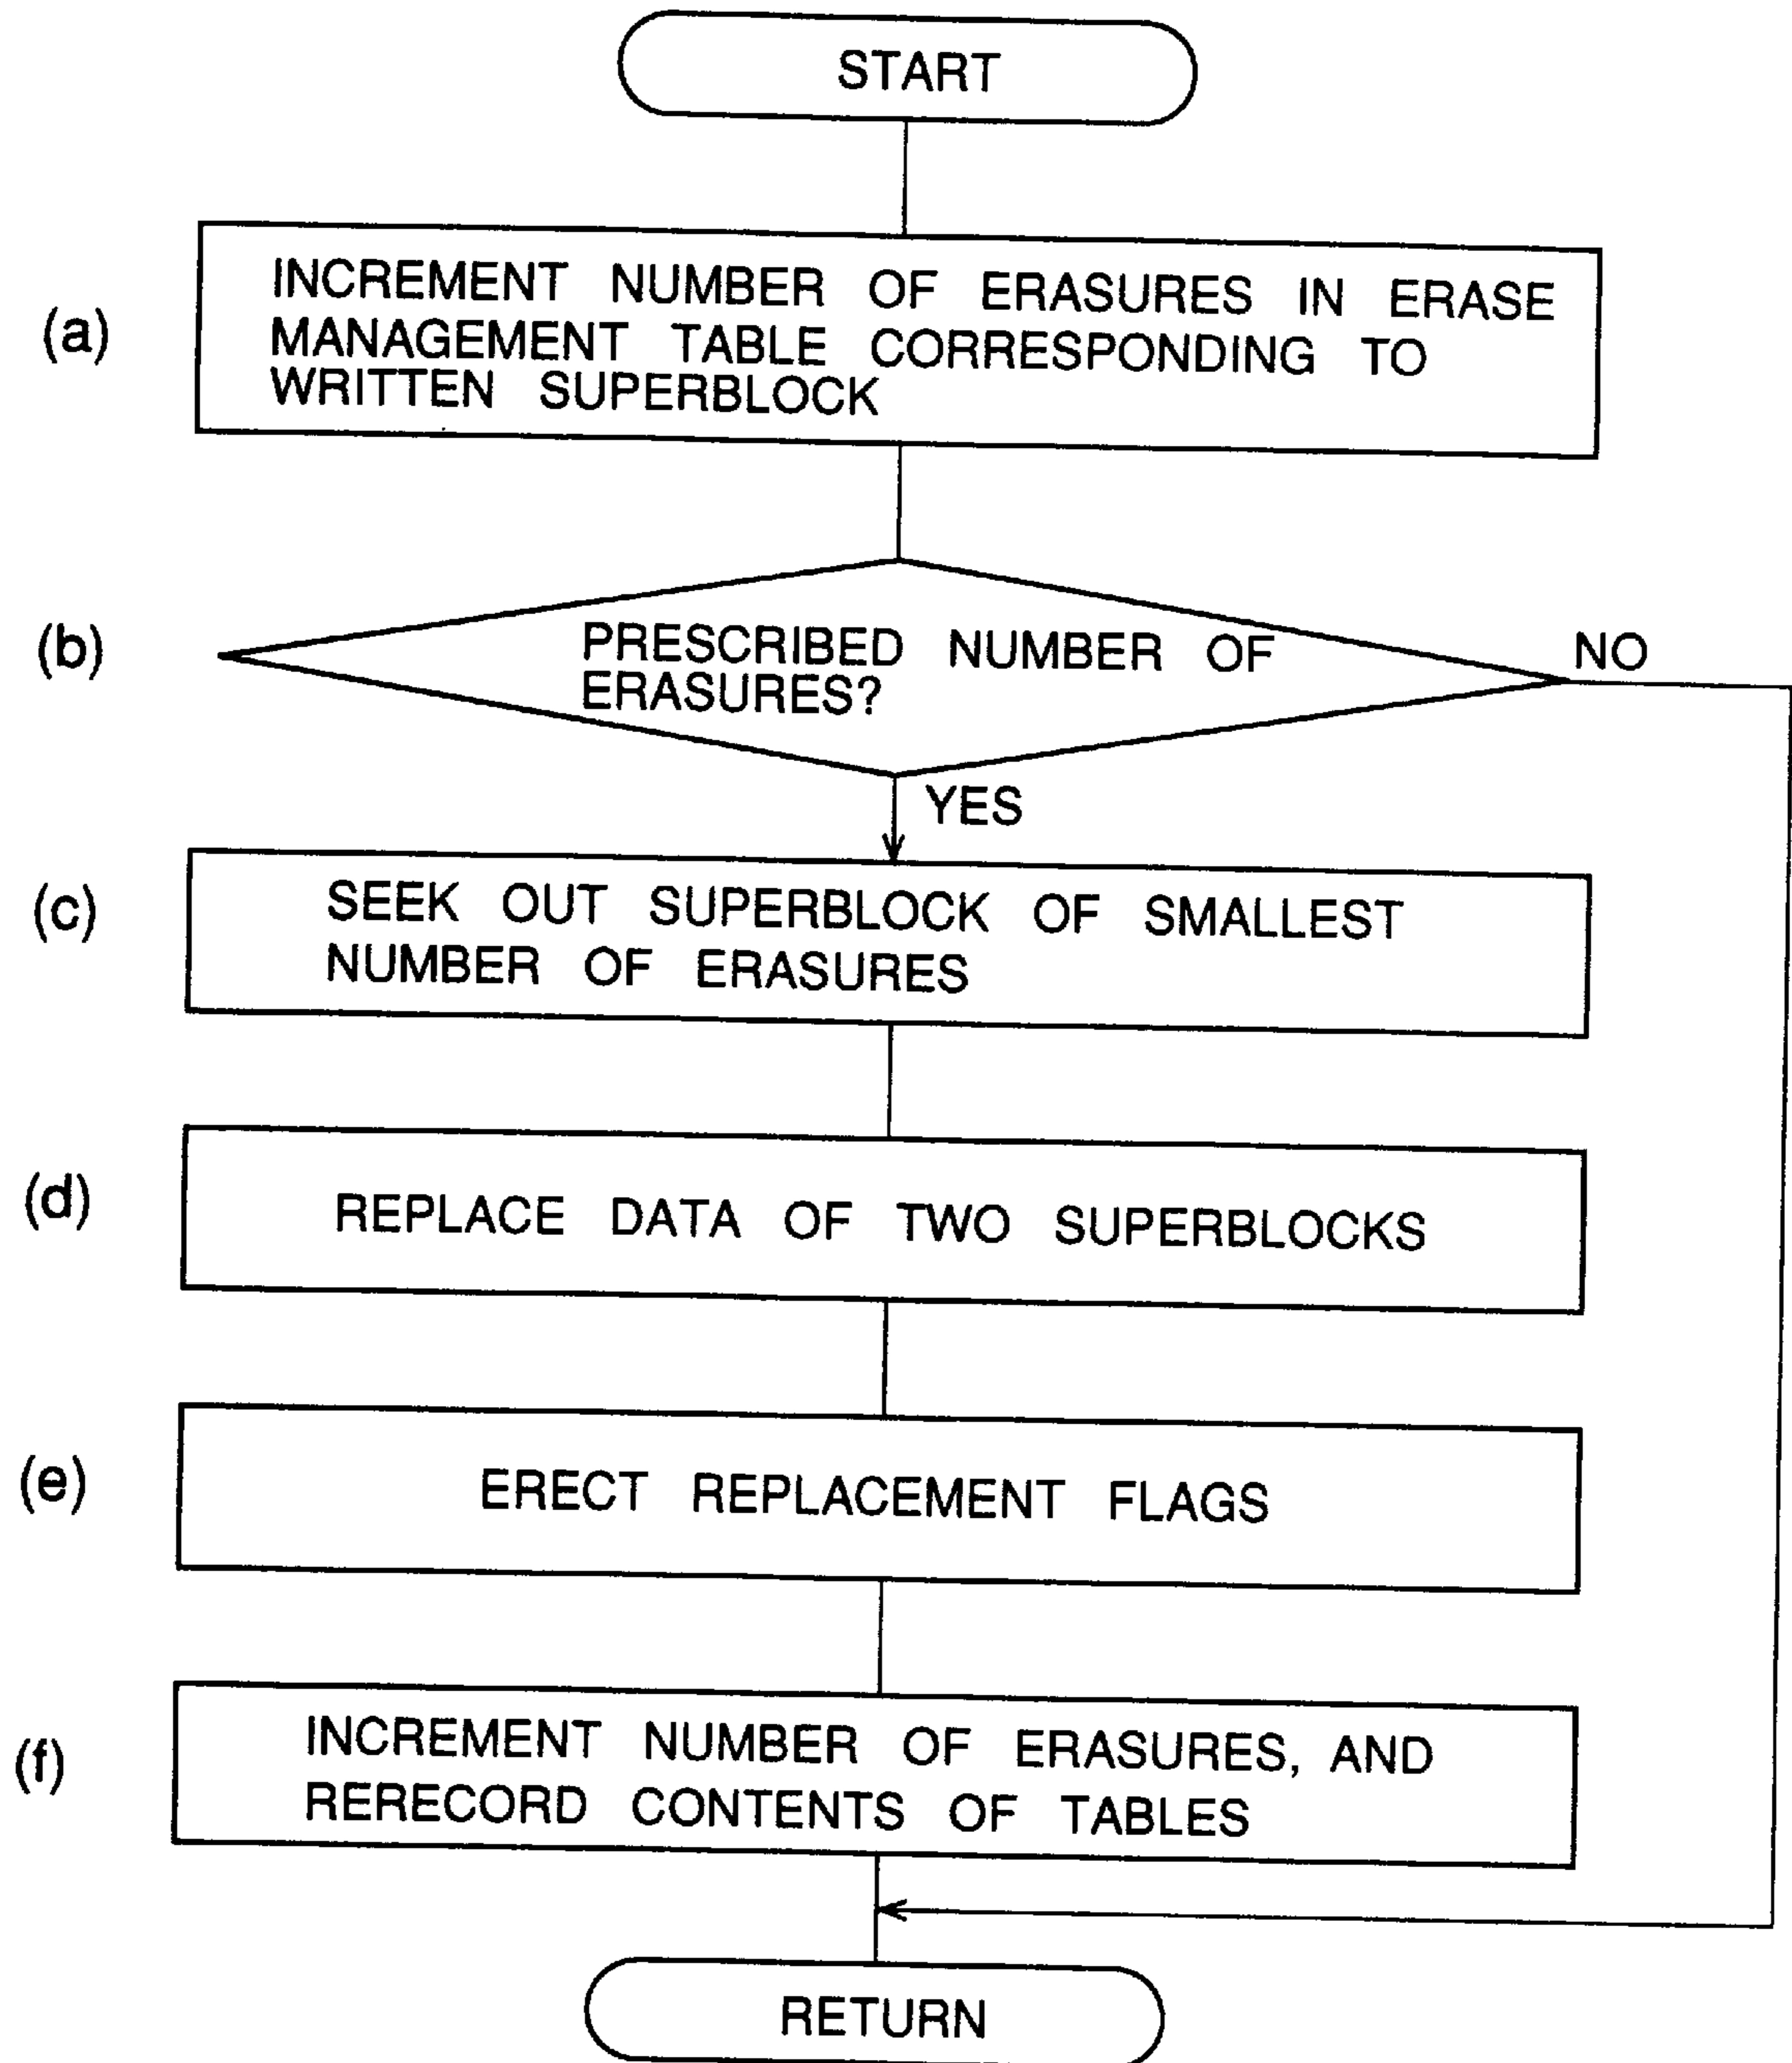 START
(a)
INCREMENT NUMBER OF ERASURES IN ERASE
MANAGEMENT TABLE CORRESPONDING TO
WRITTEN SUPERBLOCK
(b)
PRESCRIBED NUMBER OF
ERASURES?
NO
YES
(c)
SEEK OUT SUPERBLOCK OF SMALLEST
NUMBER OF ERASURES
(d)
REPLACE DATA OF TWO SUPERBLOCKS
(e)
ERECT REPLACEMENT FLAGS
(f)
INCREMENT NUMBER OF ERASURES, AND
RERECORD CONTENTS OF TABLES
RETURN